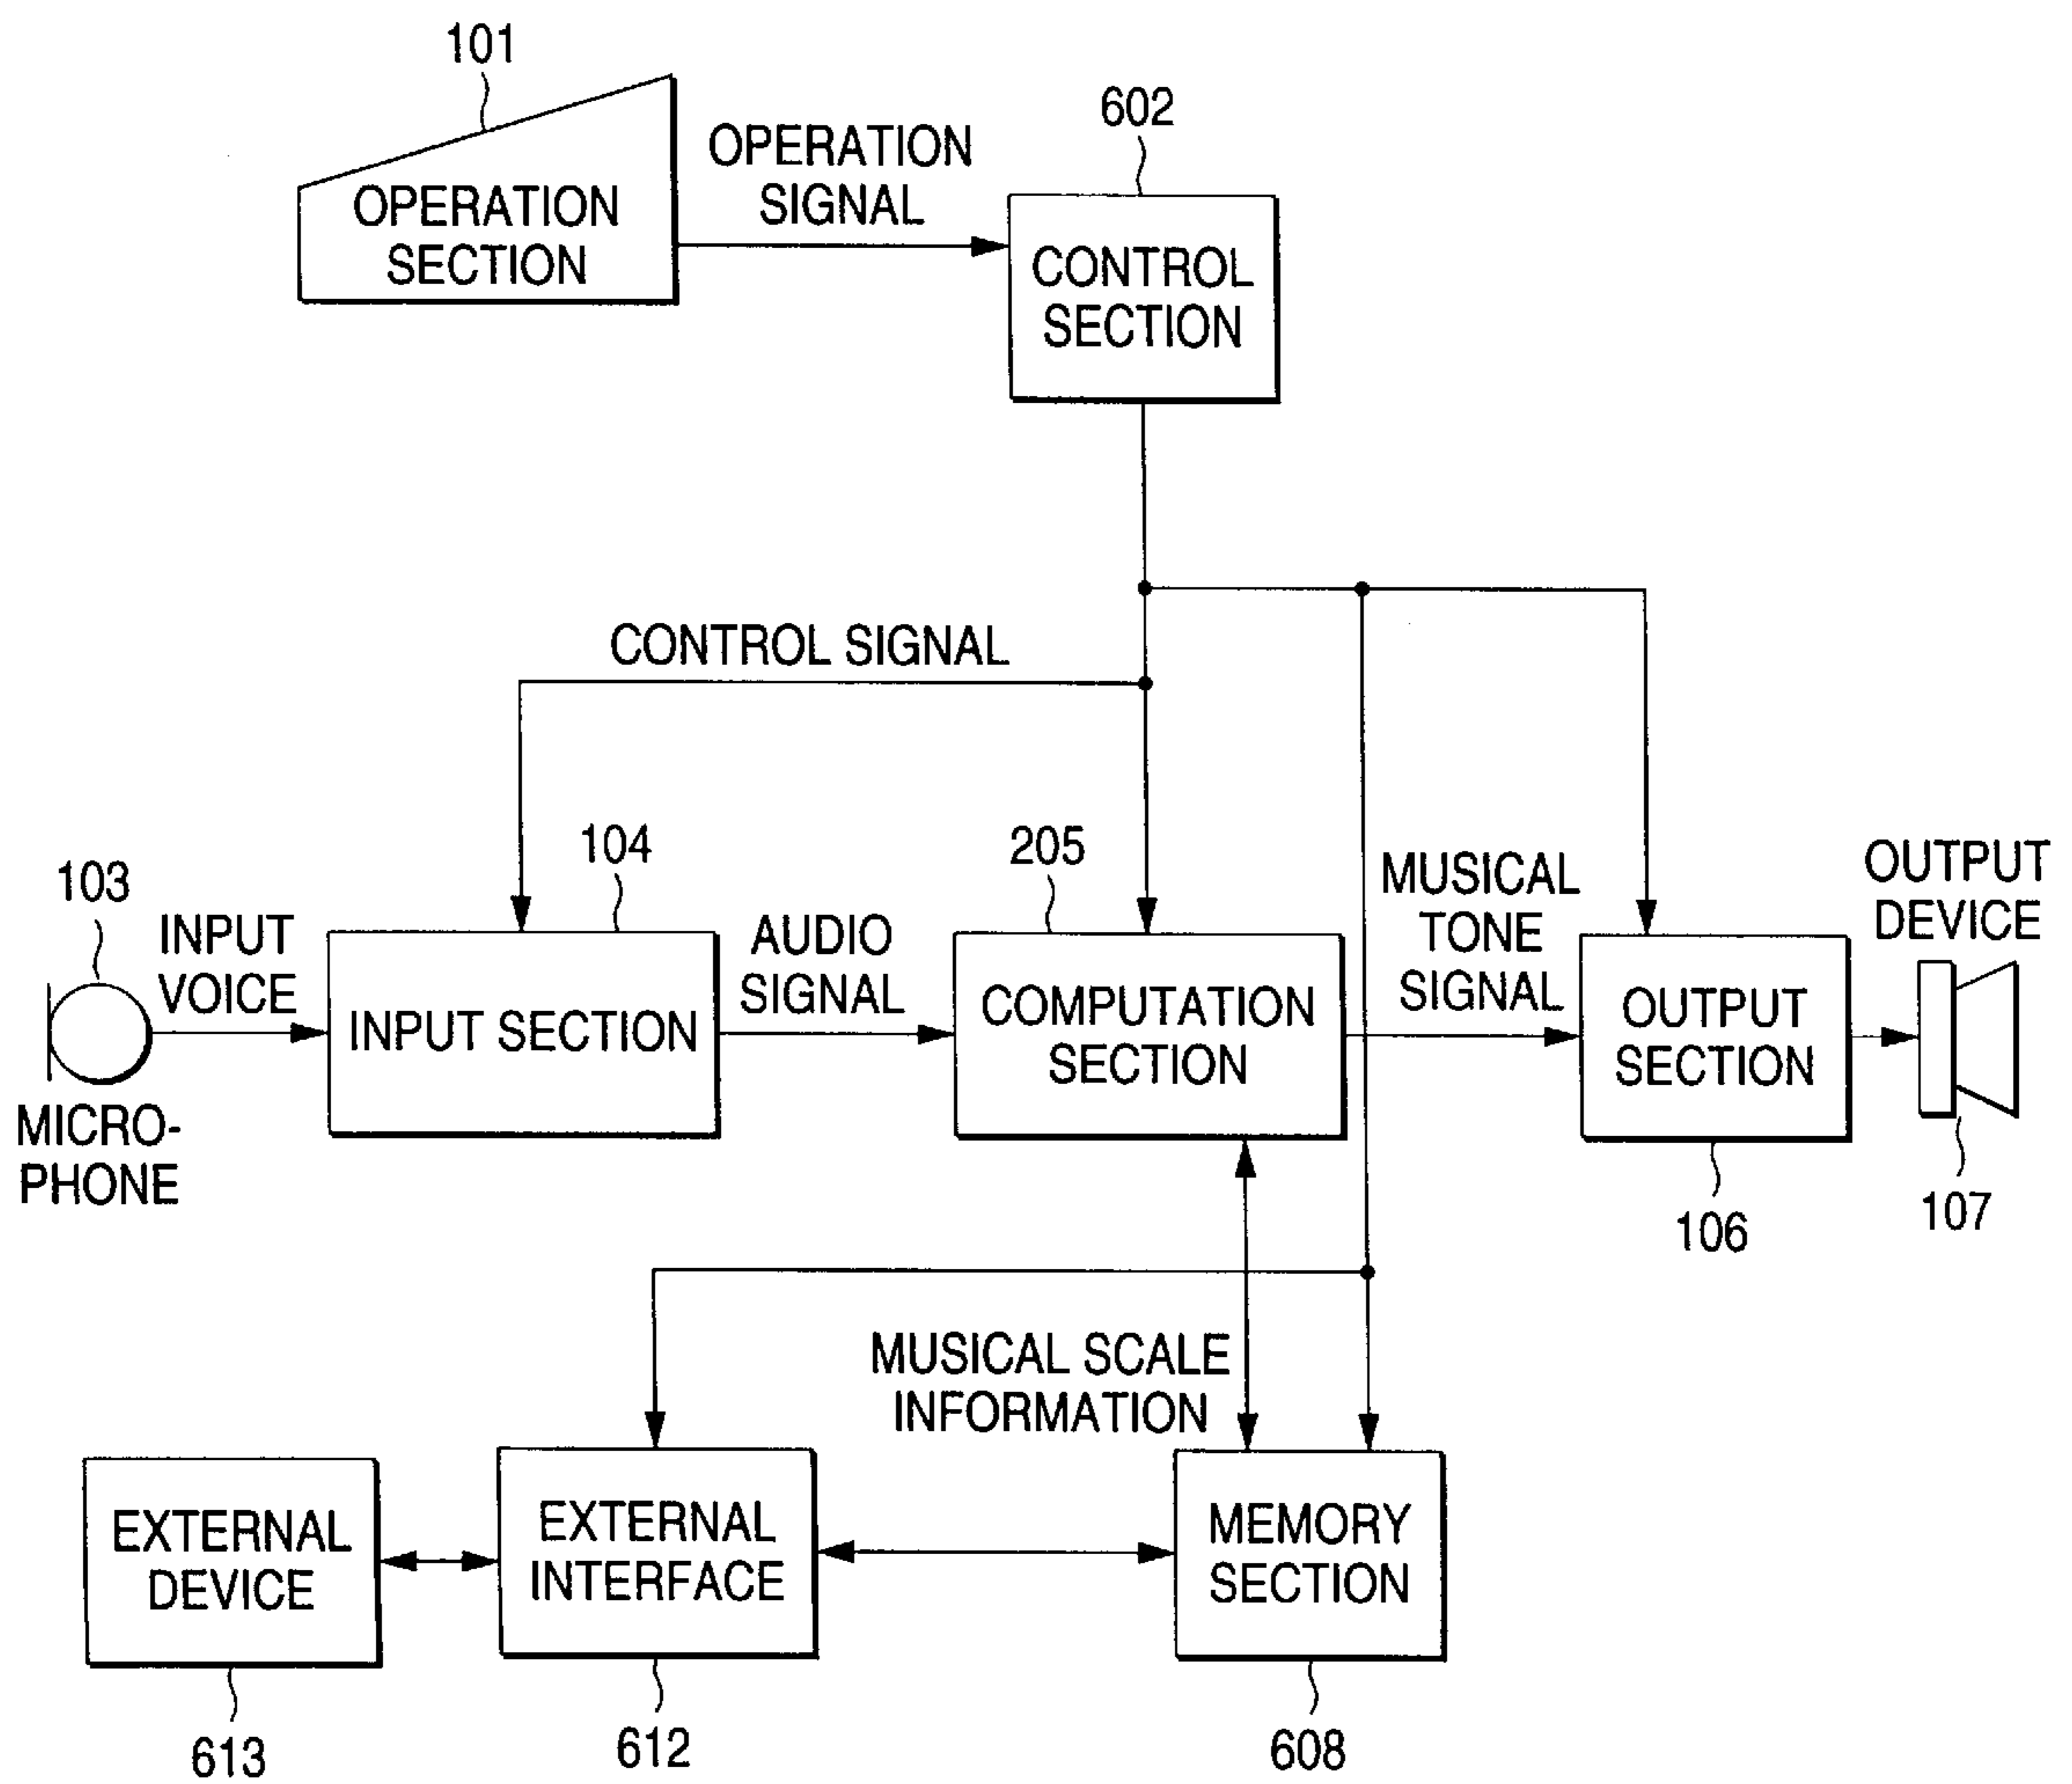 101
OPERATION
SECTION
OPERATION
SIGNAL
602
CONTROL
SECTION
CONTROL SIGNAL
103
INPUT
VOICE
MICRO-
PHONE
104
INPUT SECTION
AUDIO
SIGNAL
205
COMPUTATION
SECTION
MUSICAL
TONE
SIGNAL
OUTPUT
SECTION
106
OUTPUT
DEVICE
107
MUSICAL SCALE
INFORMATION
EXTERNAL
DEVICE
613
EXTERNAL
INTERFACE
612
MEMORY
SECTION
608